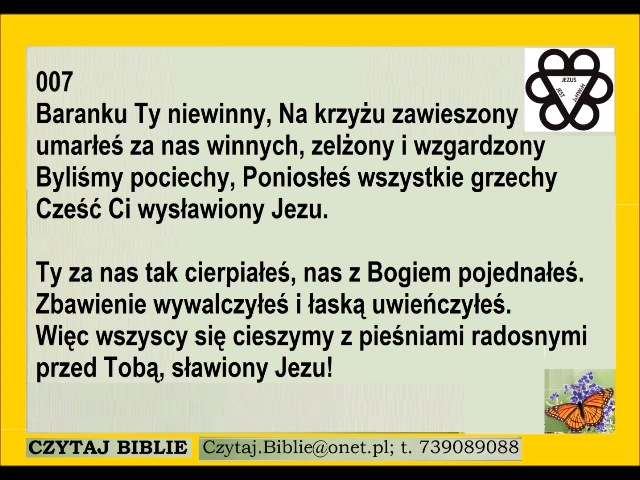 007
Baranku Ty niewinny, Na krzyżu zawieszony
umarłeś za nas winnych, zelżony i wzgardzony
Byliśmy pociechy, Poniosłeś wszystkie grzechy
Cześć Ci wysławiony Jezu.
Ty za nas tak cierpiałeś, nas z Bogiem pojednałeś.
Zbawienie wywalczyłeś i łaską uwieńczyłeś.
Więc wszyscy się cieszymy z pieśniami radosnymi
przed Tobą, sławiony Jezu!
JEZUS
JEST
CZYTAJ BIBLIE Czytaj.Biblie@onet.pl; t. 739089088